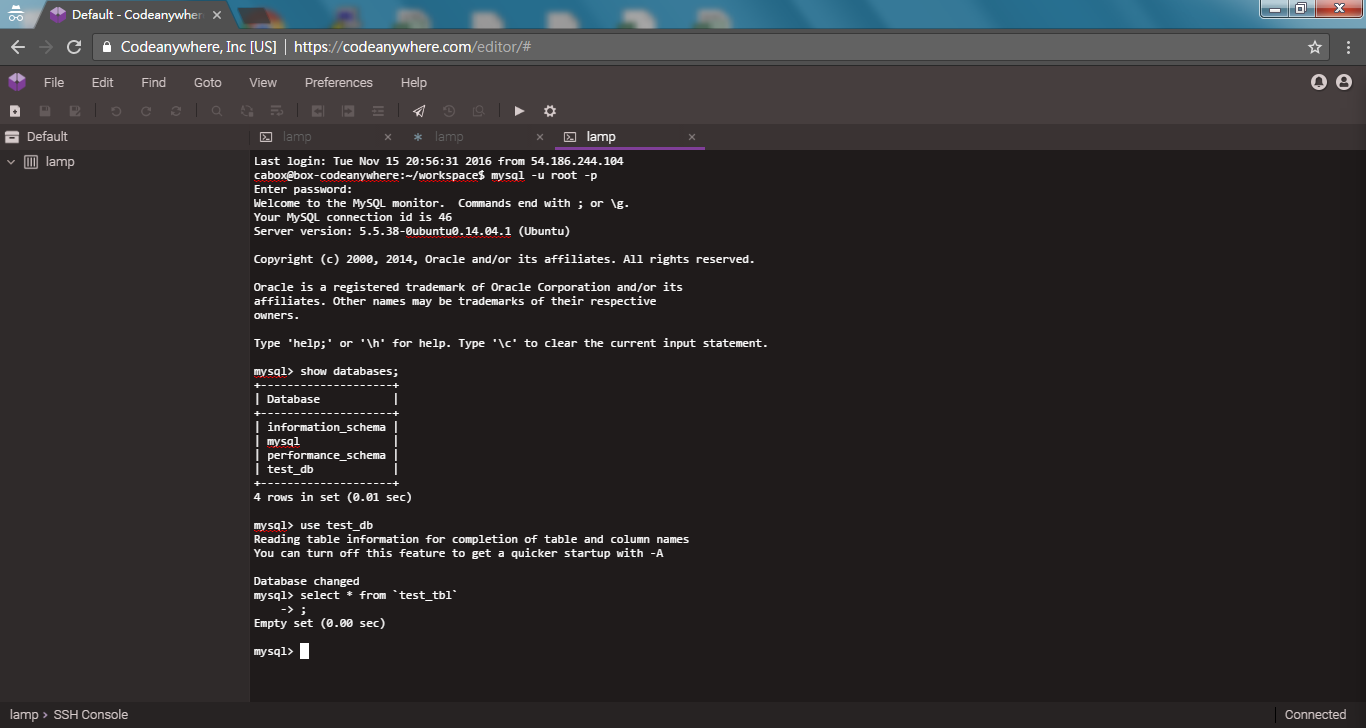 Default - Codeanywher
Codeanywhere, Inc [US] | https://codeanywhere.com/editor/#
File Edit Find Goto View Preferences Help
Default
lamp
lamp
lamp
lamp
Last login: Tue Nov 15 20:56:31 2016 from 54.186.244.104
cabox@box-codeanywhere:~/workspace$ mysql -u root -p
Enter password:
Welcome to the MySQL monitor.  Commands end with ; or \g.
Your MySQL connection id is 46
Server version: 5.5.38-0ubuntu0.14.04.1 (Ubuntu)
Copyright (c) 2000, 2014, Oracle and/or its affiliates. All rights reserved.
Oracle is a registered trademark of Oracle Corporation and/or its
affiliates. Other names may be trademarks of their respective
owners.
Type 'help;' or '\h' for help. Type '\c' to clear the current input statement.
mysql> show databases;
+--------------------+
| Database           |
+--------------------+
| information_schema |
| mysql              |
| performance_schema |
| test_db            |
+--------------------+
4 rows in set (0.01 sec)
mysql> use test_db
Reading table information for completion of table and column names
You can turn off this feature to get a quicker startup with -A
Database changed
mysql> select * from `test_tbl`
    -> ;
Empty set (0.00 sec)
mysql>
lamp › SSH Console
Connected